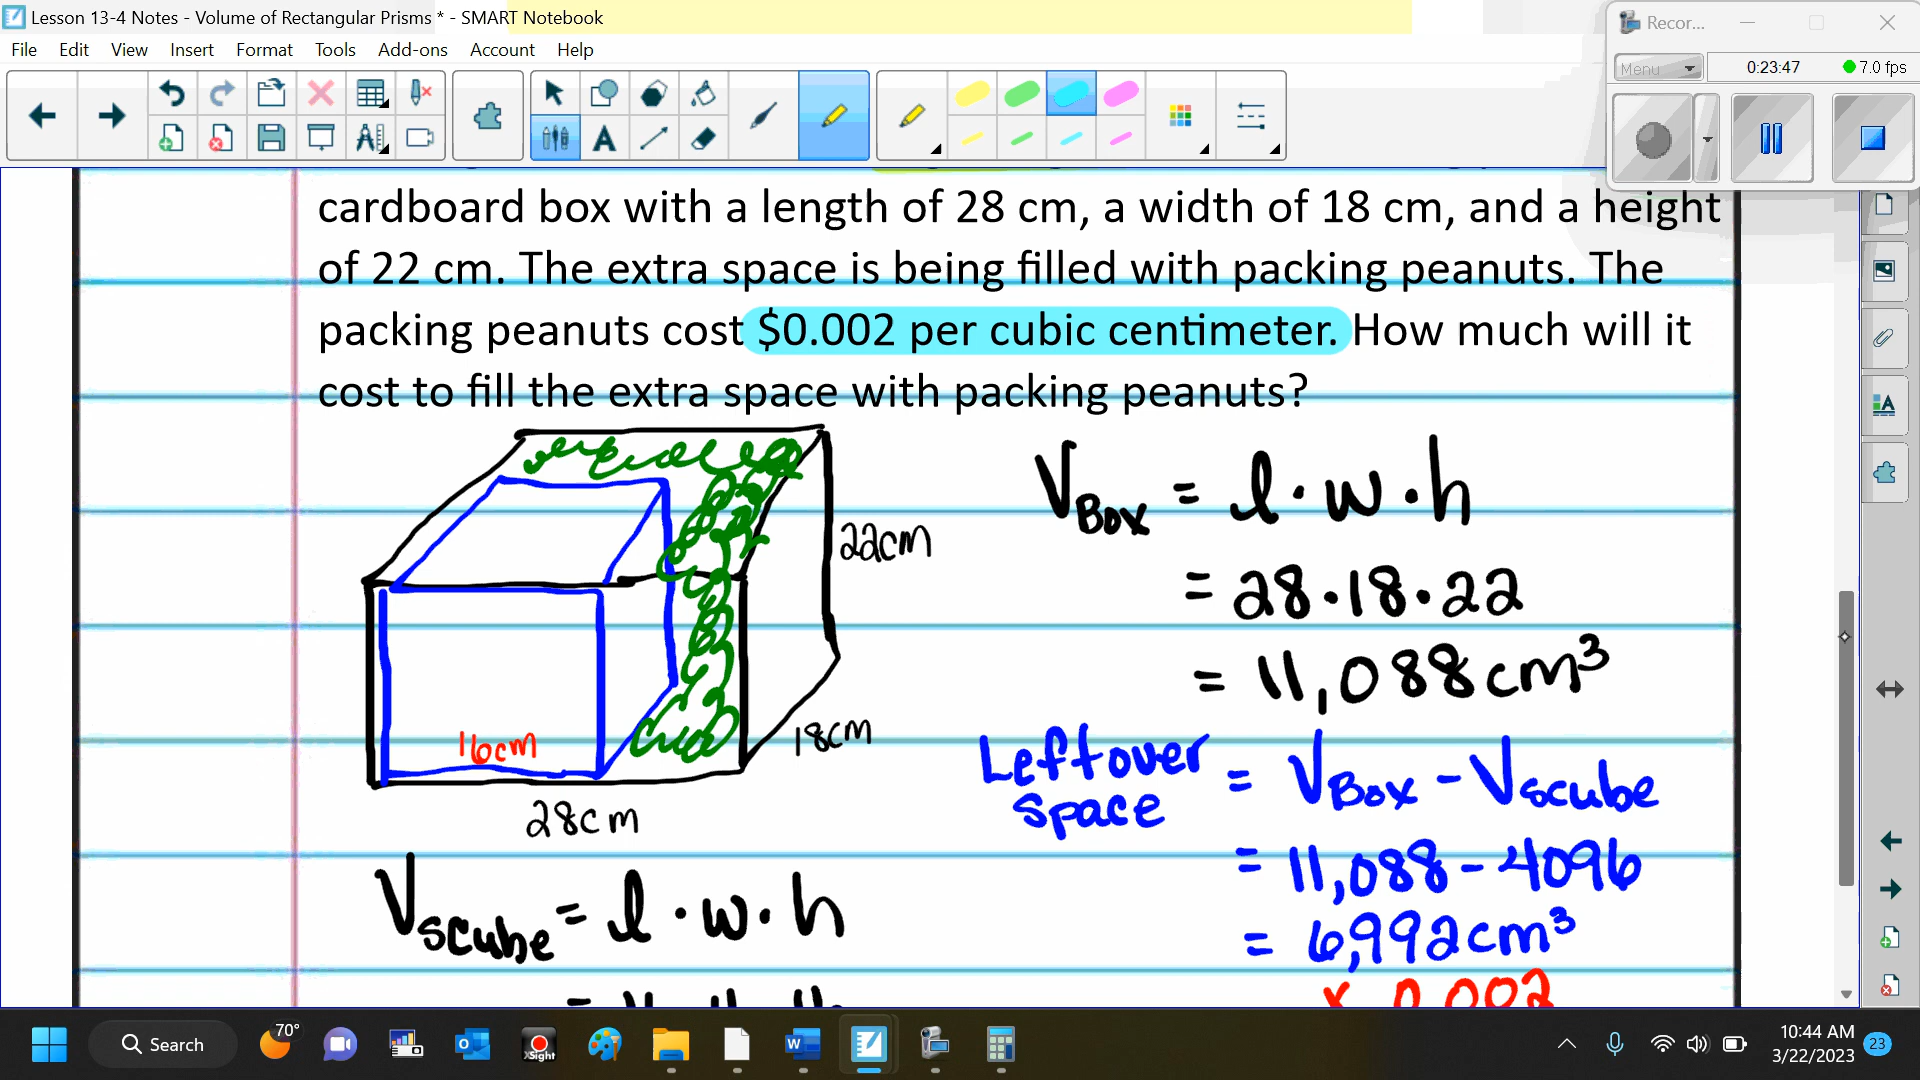 Lesson 13-4 Notes - Volume of Rectangular Prisms * - SMART Notebook
Recor...
File Edit View Insert Format Tools Add-ons Account Help
Menu 0:23:47 7.0 fps
cardboard box with a length of 28 cm, a width of 18 cm, and a height
of 22 cm. The extra space is being filled with packing peanuts. The
packing peanuts cost $0.002 per cubic centimeter. How much will it
cost to fill the extra space with packing peanuts?
22cm
18cm
16cm
28cm
VBox = l · w · h
= 28 · 18 · 22
= 11,088 cm³
Leftover space = VBox - Vscube
= 11,088 - 4096
= 6,992 cm³
x 0.002
Vscube = l · w · h
Search
70°
XSight
10:44 AM
3/22/2023
23